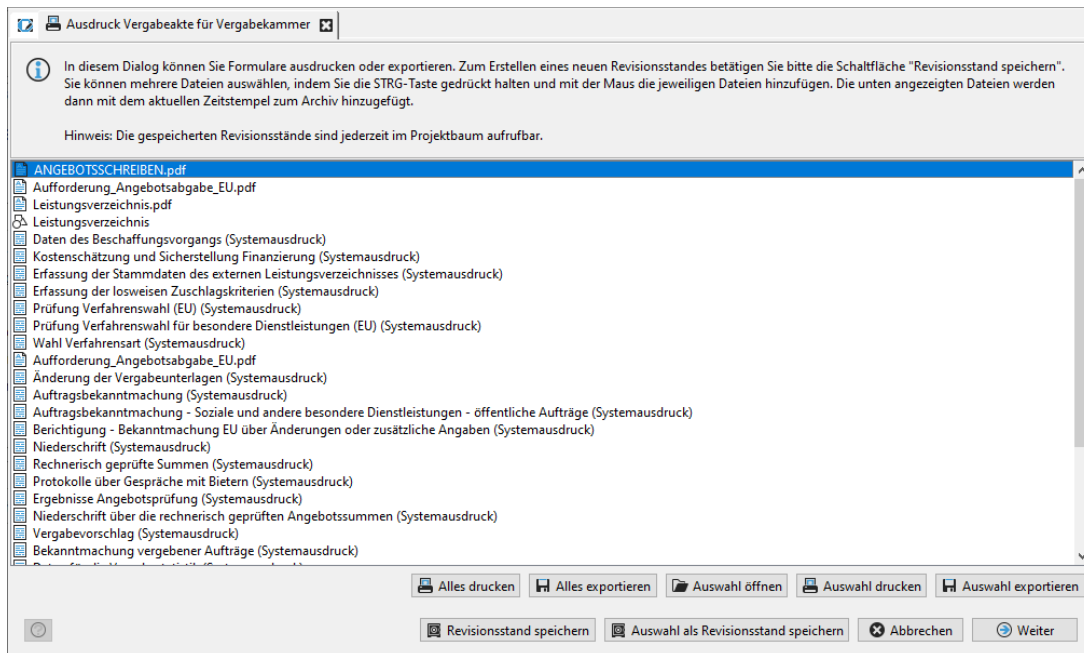 Ausdruck Vergabeakte für Vergabekammer
In diesem Dialog können Sie Formulare ausdrucken oder exportieren. Zum Erstellen eines neuen Revisionsstandes betätigen Sie bitte die Schaltfläche "Revisionsstand speichern".
Sie können mehrere Dateien auswählen, indem Sie die STRG-Taste gedrückt halten und mit der Maus die jeweiligen Dateien hinzufügen. Die unten angezeigten Dateien werden
dann mit dem aktuellen Zeitstempel zum Archiv hinzugefügt.
Hinweis: Die gespeicherten Revisionsstände sind jederzeit im Projektbaum aufrufbar.
ANGEBOTSSCHREIBEN.pdf
Aufforderung_Angebotsabgabe_EU.pdf
Leistungsverzeichnis.pdf
Leistungsverzeichnis
Daten des Beschaffungsvorgangs (Systemausdruck)
Kostenschätzung und Sicherstellung Finanzierung (Systemausdruck)
Erfassung der Stammdaten des externen Leistungsverzeichnisses (Systemausdruck)
Erfassung der losweisen Zuschlagskriterien (Systemausdruck)
Prüfung Verfahrenswahl (EU) (Systemausdruck)
Prüfung Verfahrenswahl für besondere Dienstleistungen (EU) (Systemausdruck)
Wahl Verfahrensart (Systemausdruck)
Aufforderung_Angebotsabgabe_EU.pdf
Änderung der Vergabeunterlagen (Systemausdruck)
Auftragsbekanntmachung (Systemausdruck)
Auftragsbekanntmachung - Soziale und andere besondere Dienstleistungen - öffentliche Aufträge (Systemausdruck)
Berichtigung - Bekanntmachung EU über Änderungen oder zusätzliche Angaben (Systemausdruck)
Niederschrift (Systemausdruck)
Rechnerisch geprüfte Summen (Systemausdruck)
Protokolle über Gespräche mit Bietern (Systemausdruck)
Ergebnisse Angebotsprüfung (Systemausdruck)
Niederschrift über die rechnerisch geprüften Angebotssummen (Systemausdruck)
Vergabevorschlag (Systemausdruck)
Bekanntmachung vergebener Aufträge (Systemausdruck)
Alles drucken Alles exportieren Auswahl öffnen Auswahl drucken Auswahl exportieren
Revisionsstand speichern Auswahl als Revisionsstand speichern Abbrechen Weiter